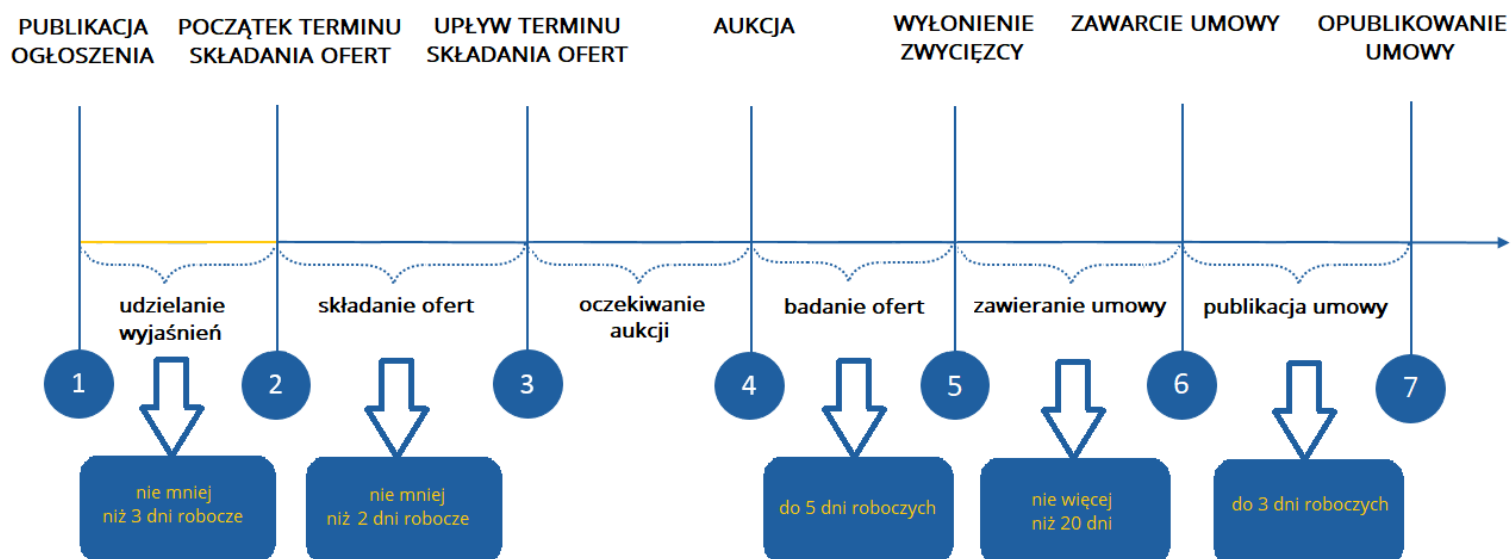 PUBLIKACJA
OGŁOSZENIA
POCZĄTEK TERMINU
SKŁADANIA OFERT
UPŁYW TERMINU
SKŁADANIA OFERT
AUKCJA
WYŁONIENIE
ZWYCIĘZCY
ZAWARCIE UMOWY
OPUBLIKOWANIE
UMOWY
udzielanie
wyjaśnień
składanie ofert
oczekiwanie
aukcji
badanie ofert
zawieranie umowy
publikacja umowy
1
2
3
4
5
6
7
nie mniej
niż 3 dni robocze
nie mniej
niż 2 dni robocze
do 5 dni roboczych
nie więcej
niż 20 dni
do 3 dni roboczych